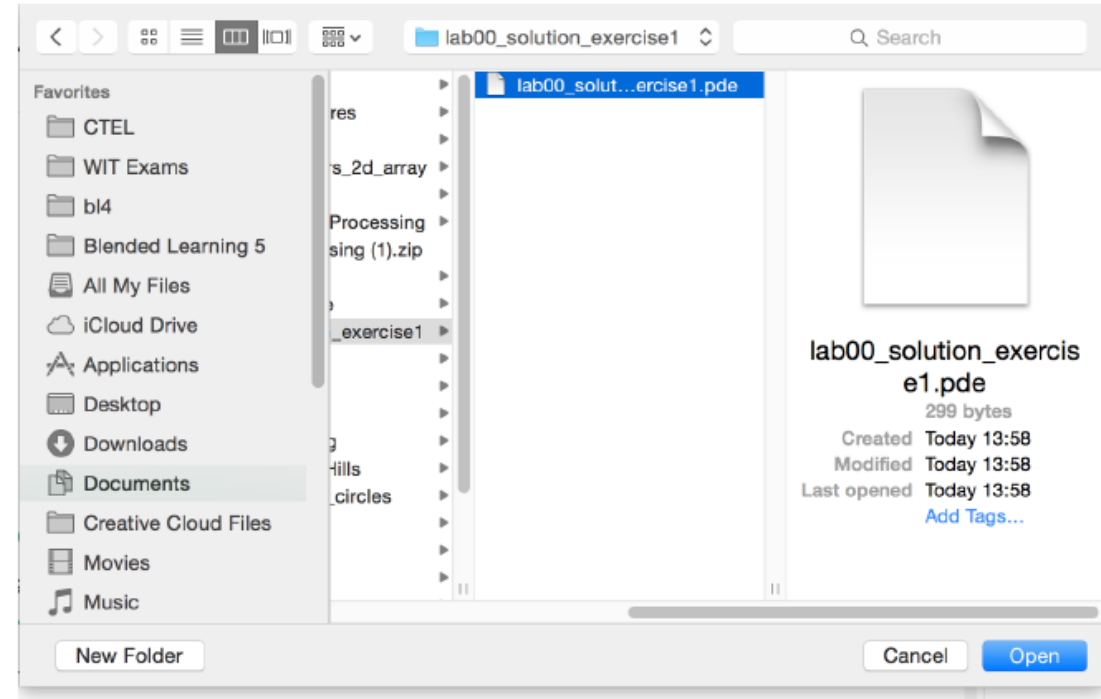 lab00_solution_exercise1
Search
Favorites
CTEL
WIT Exams
bl4
Blended Learning 5
All My Files
iCloud Drive
Applications
Desktop
Downloads
Documents
Creative Cloud Files
Movies
Music
res
s_2d_array
Processing
sing (1).zip
_exercise1
Hills
_circles
lab00_solut...ercise1.pde
lab00_solution_exercis
e1.pde
299 bytes
Created Today 13:58
Modified Today 13:58
Last opened Today 13:58
Add Tags...
New Folder
Cancel
Open